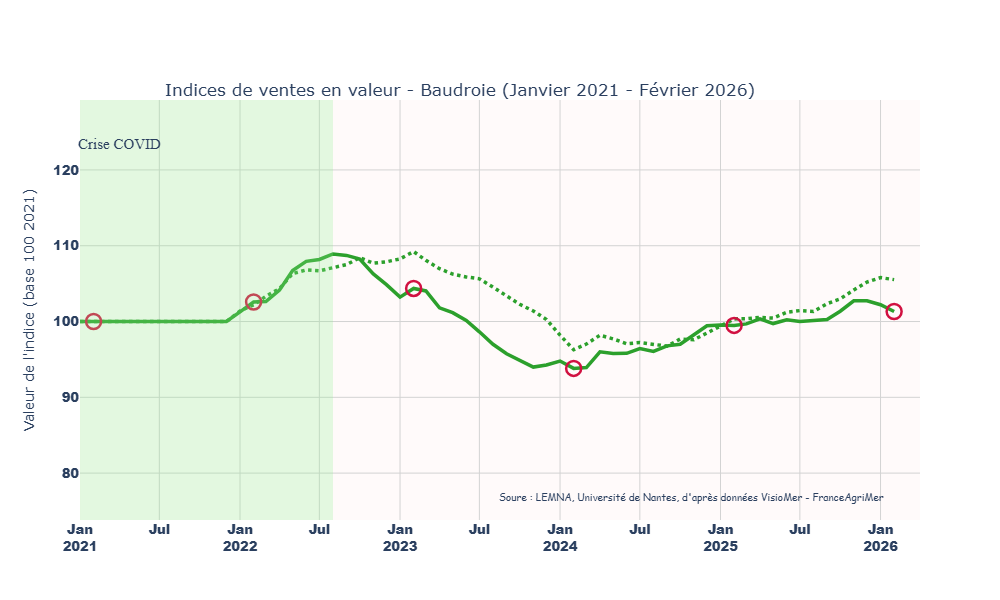 Indices de ventes en valeur - Baudroie (Janvier 2021 - Février 2026)
Crise COVID
Valeur de l'indice (base 100 2021)
120
110
100
90
80
Soure : LEMNA, Université de Nantes, d'après données VisioMer - FranceAgriMer
Jan Jul Jan Jul Jan Jul Jan Jul Jan Jul Jan
2021 2022 2023 2024 2025 2026